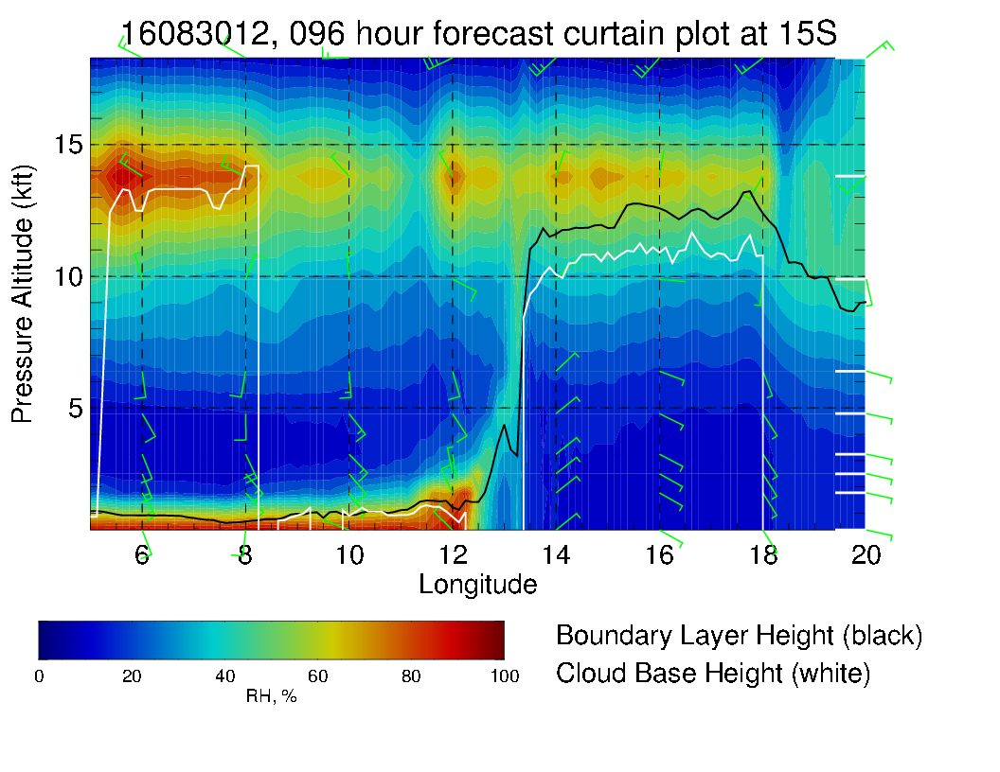 16083012, 096 hour forecast curtain plot at 15S
Pressure Altitude (kft)
15
10
5
6 8 10 12 14 16 18 20
Longitude
0 20 40 60 80 100
RH, %
Boundary Layer Height (black)
Cloud Base Height (white)